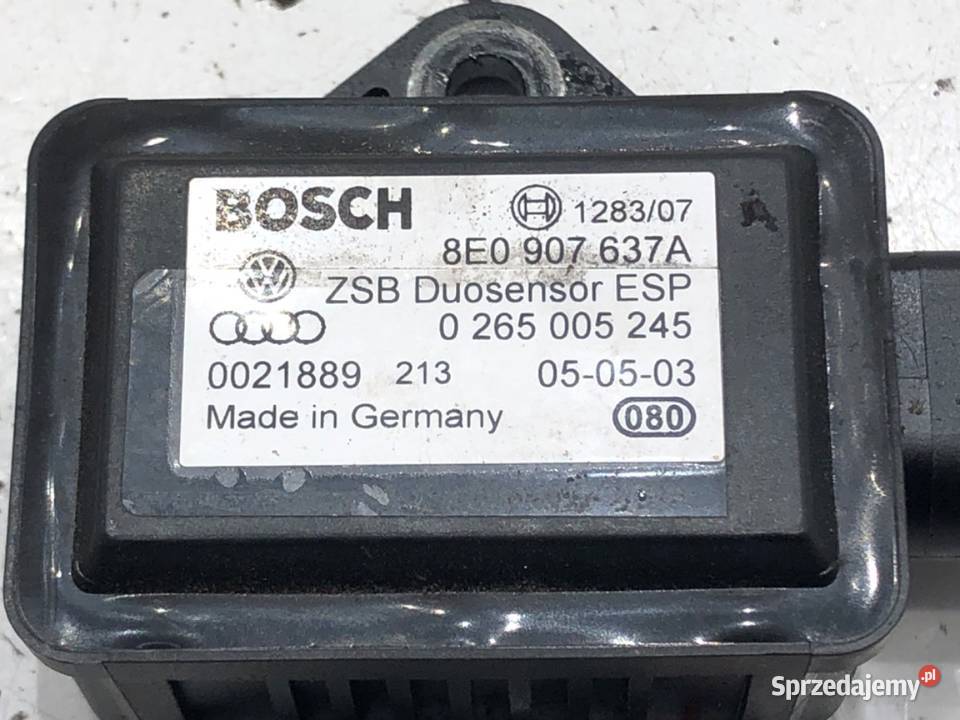 BOSCH 1283/07
8E0 907 637A
ZSB Duosensor ESP
0 265 005 245
0021889 213 05-05-03
Made in Germany 080
A
Sprzedajemy.pl